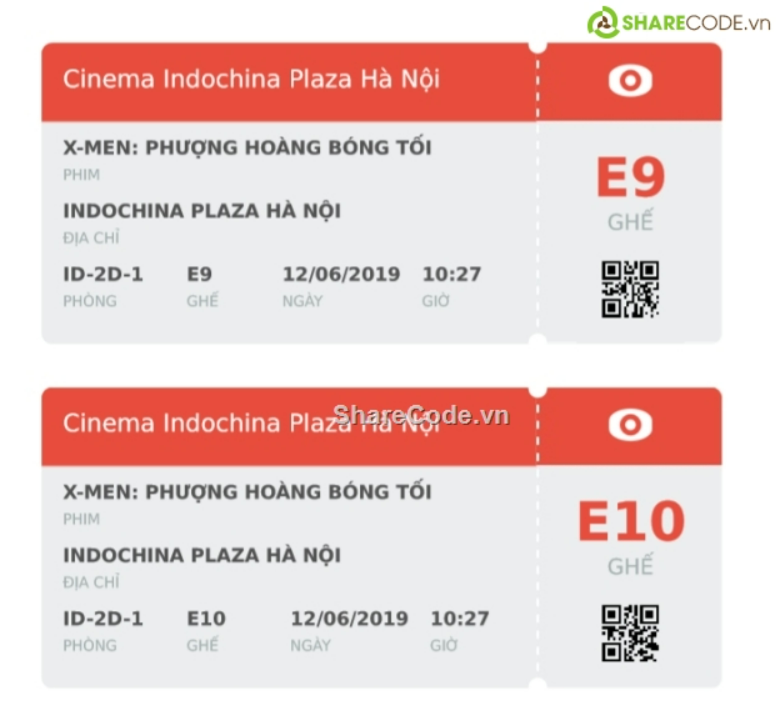 SHARECODE.vn
Cinema Indochina Plaza Hà Nội
X-MEN: PHƯỢNG HOÀNG BÓNG TỐI
PHIM
INDOCHINA PLAZA HÀ NỘI
ĐỊA CHỈ
ID-2D-1 E9 12/06/2019 10:27
PHÒNG GHẾ NGÀY GIỜ
E9
GHẾ
Cinema Indochina Plaza Hà Nội
ShareCode.vn
X-MEN: PHƯỢNG HOÀNG BÓNG TỐI
PHIM
INDOCHINA PLAZA HÀ NỘI
ĐỊA CHỈ
ID-2D-1 E10 12/06/2019 10:27
PHÒNG GHẾ NGÀY GIỜ
E10
GHẾ